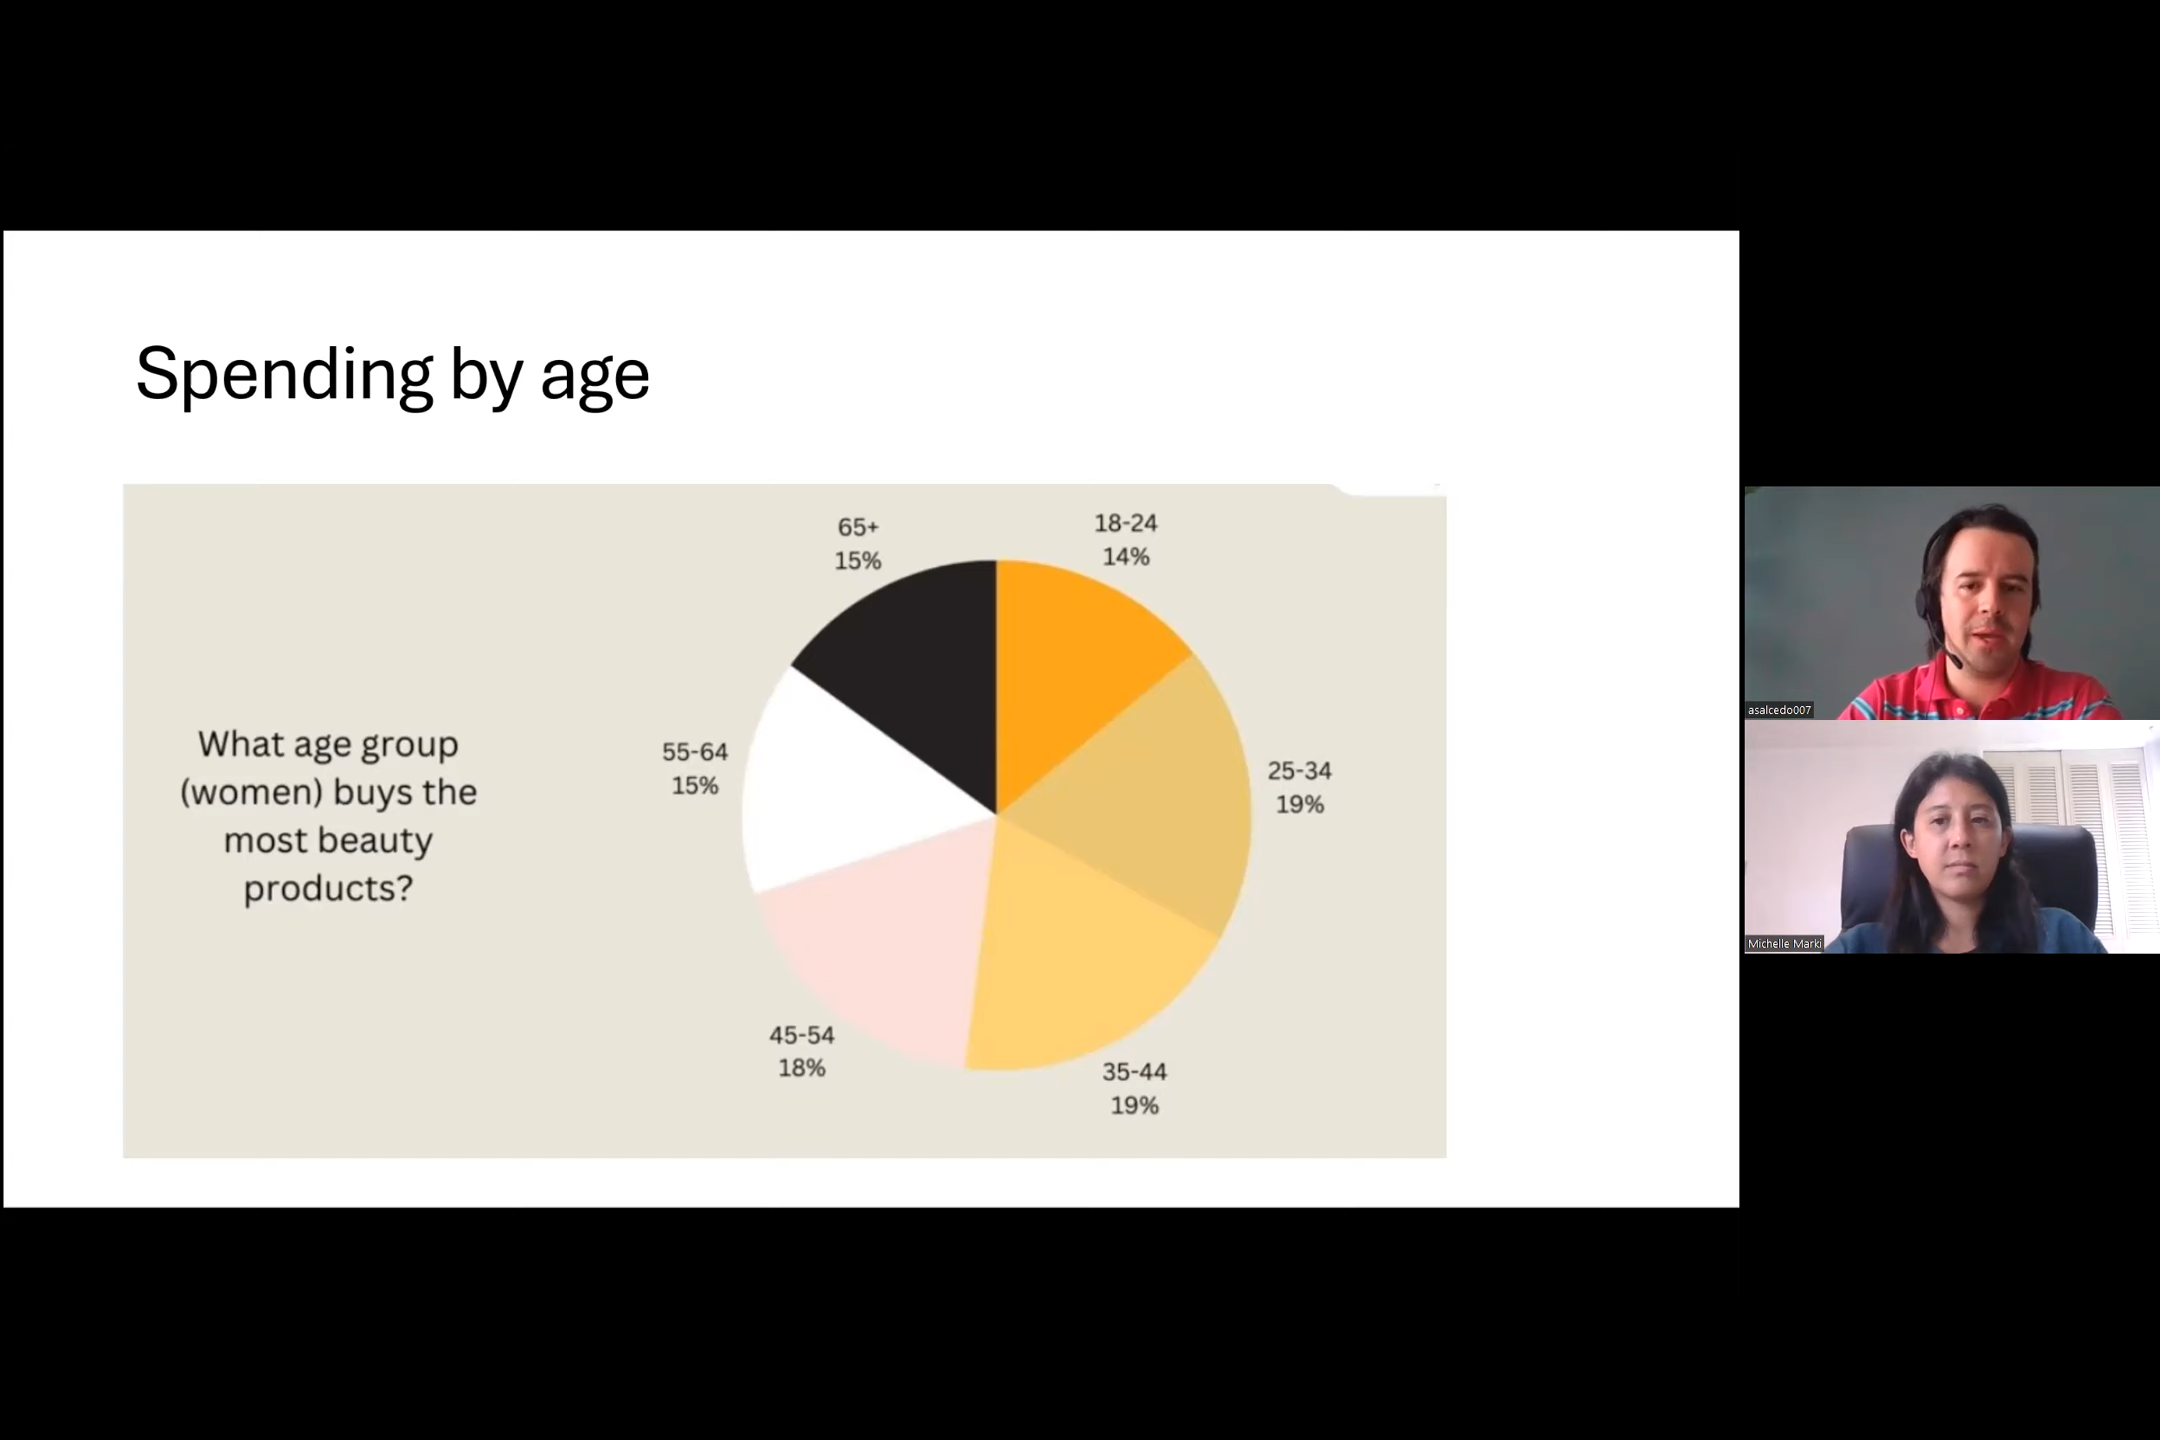 Spending by age
What age group
(women) buys the
most beauty
products?
65+
15%
18-24
14%
55-64
15%
25-34
19%
45-54
18%
35-44
19%
asalcedo007
Michelle Marki